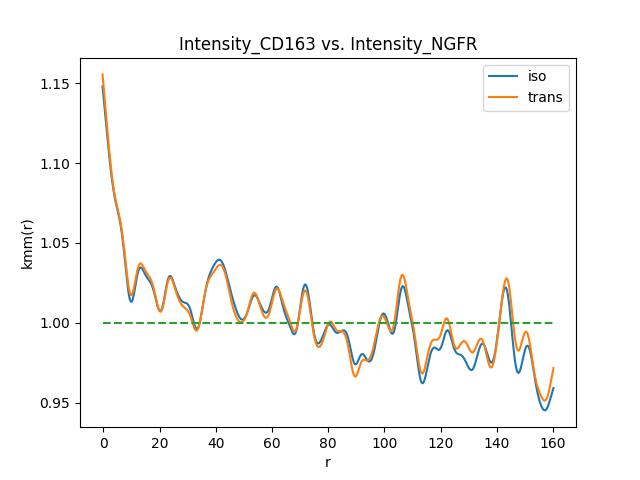 Intensity_CD163 vs. Intensity_NGFR
iso
trans
1.15
1.10
1.05
1.00
0.95
kmm(r)
0 20 40 60 80 100 120 140 160
r